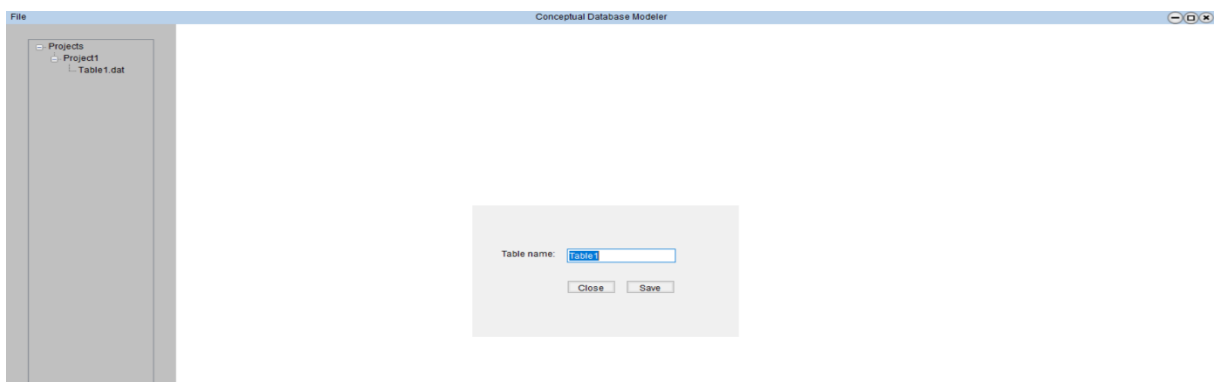 File
Conceptual Database Modeler
Projects
Project1
Table1.dat
Table name:
Table1
Close
Save